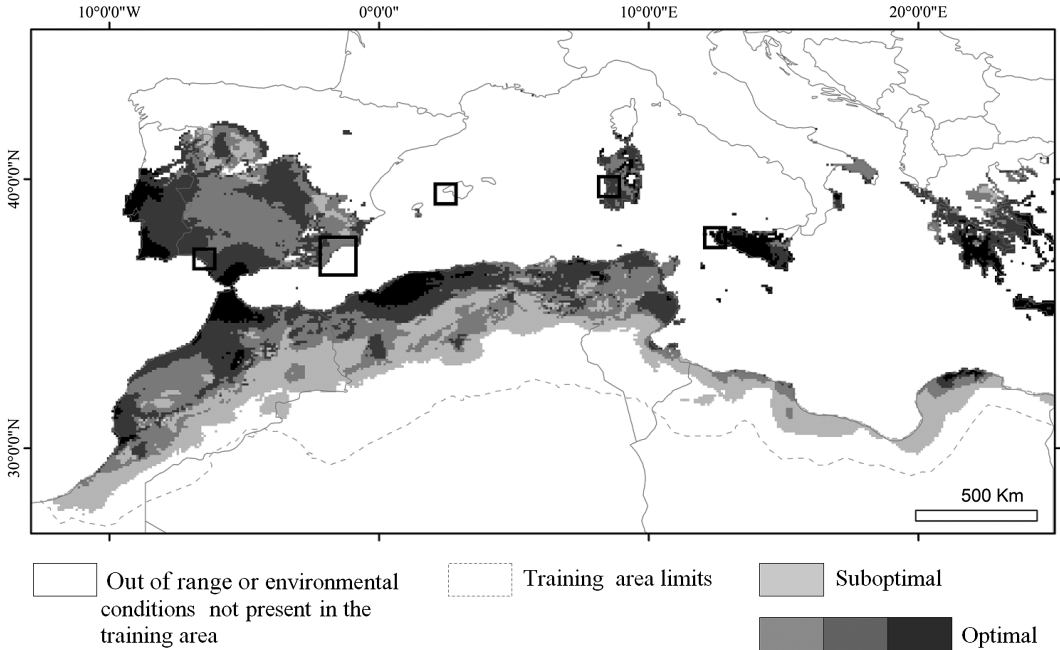 10°0'0"W 0°0'0" 10°0'0"E 20°0'0"E
40°0'0"N
30°0'0"N
500 Km
Out of range or environmental
conditions not present in the
training area
Training area limits
Suboptimal
Optimal